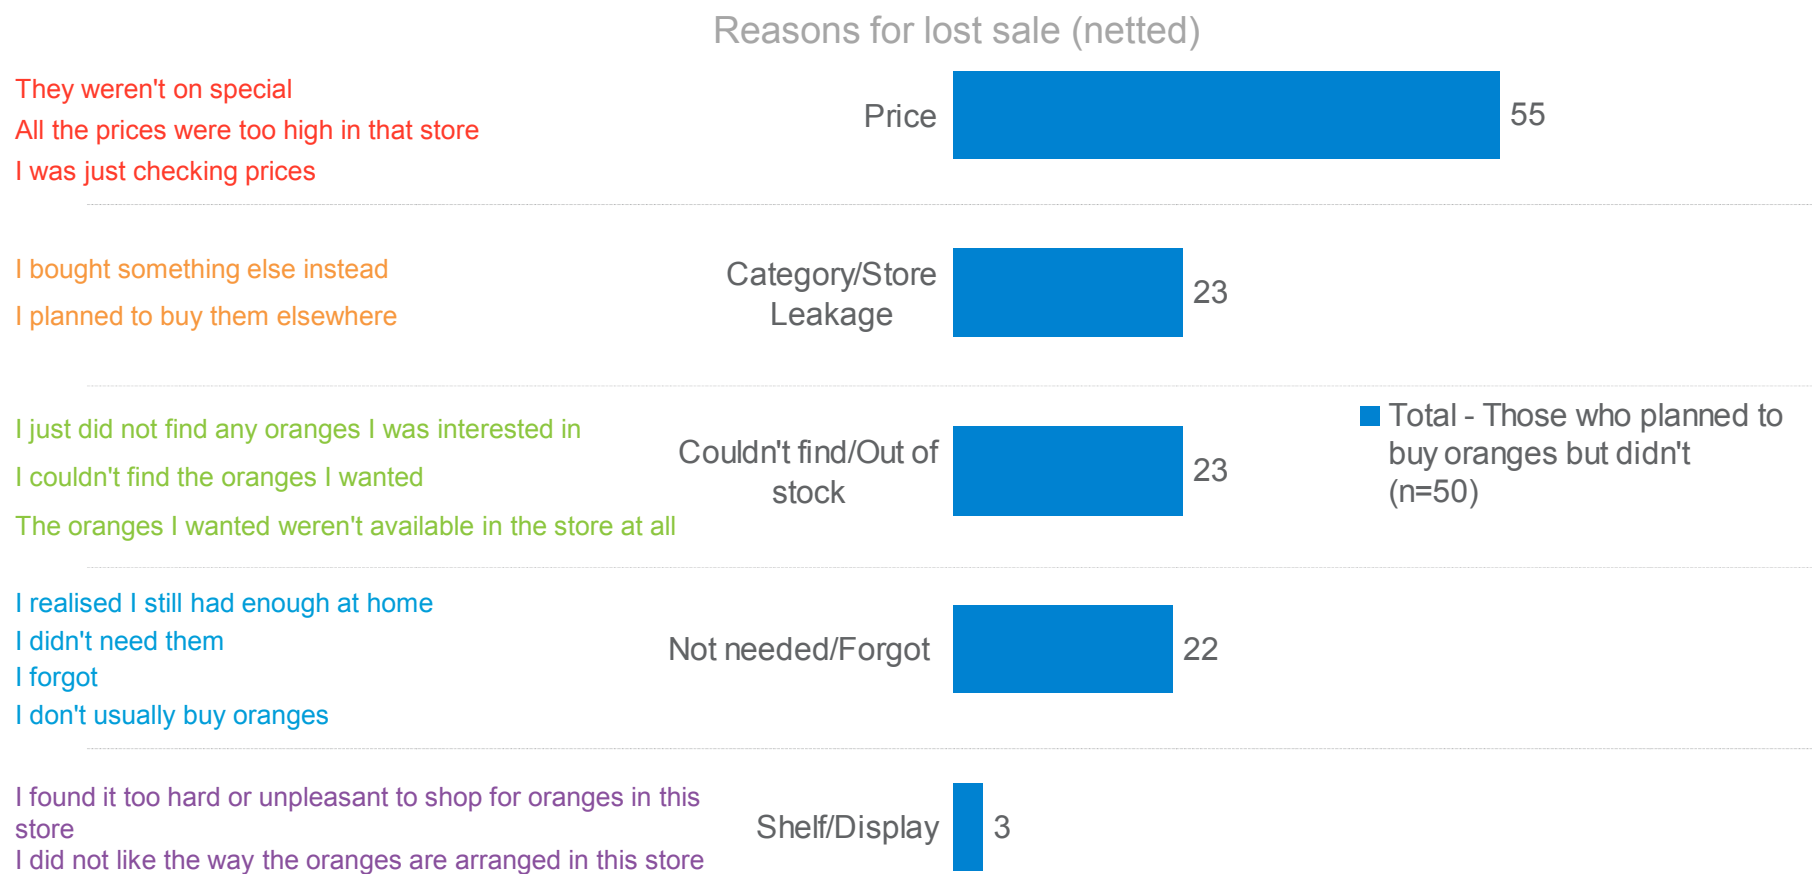 Reasons for lost sale (netted)
They weren't on special
All the prices were too high in that store
I was just checking prices
Price
55
I bought something else instead
I planned to buy them elsewhere
Category/Store
Leakage
23
I just did not find any oranges I was interested in
I couldn't find the oranges I wanted
The oranges I wanted weren't available in the store at all
Couldn't find/Out of
stock
23
Total - Those who planned to
buy oranges but didn't
(n=50)
I realised I still had enough at home
I didn't need them
I forgot
I don't usually buy oranges
Not needed/Forgot
22
I found it too hard or unpleasant to shop for oranges in this
store
I did not like the way the oranges are arranged in this store
Shelf/Display
3